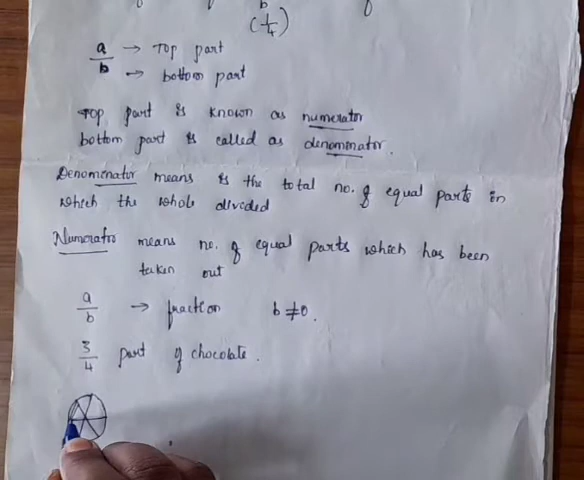 b
(1/4)
a/b → Top part
→ bottom part
Top part is known as numerator
bottom part is called as denominator.
Denominator means is the total no. of equal parts in
which the whole divided
Numerator means no. of equal parts which has been
taken out
a/b → fraction b ≠ 0.
3/4 part of chocolate.